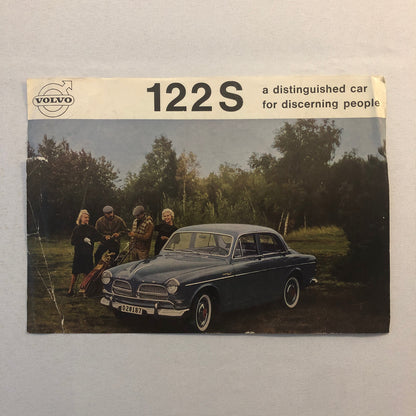 VOLVO
122S
a distinguished car
for discerning people